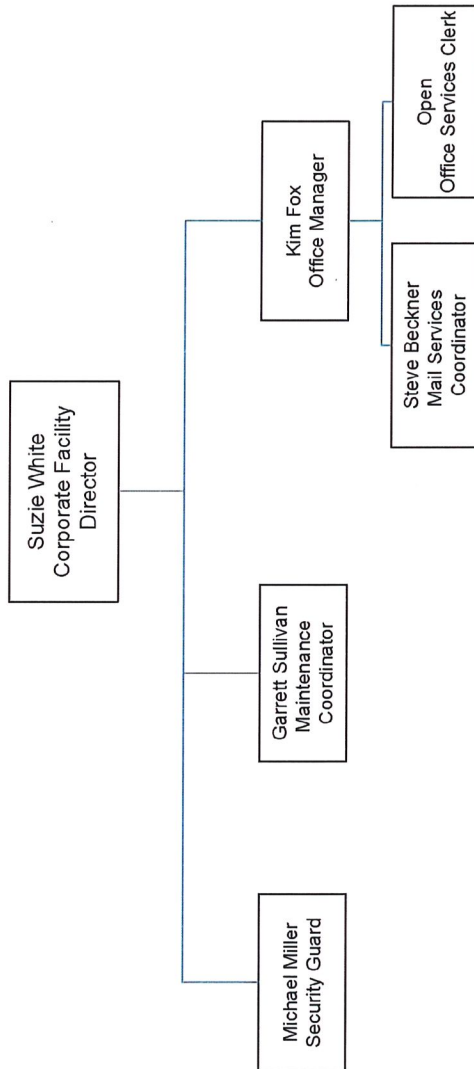 Suzie White
Corporate Facility
Director
Michael Miller
Security Guard
Garrett Sullivan
Maintenance
Coordinator
Kim Fox
Office Manager
Steve Beckner
Mail Services
Coordinator
Open
Office Services Clerk